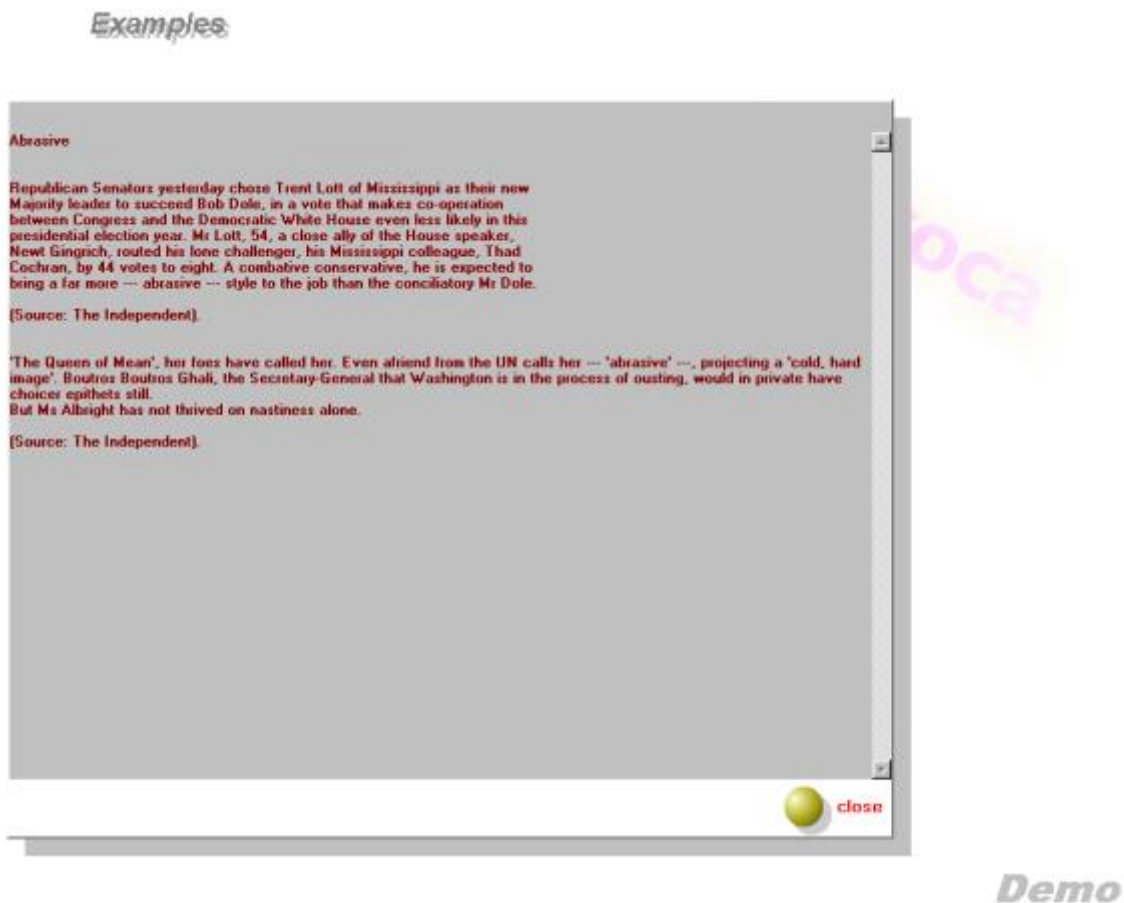 Examples
Abrasive
Republican Senators yesterday chose Trent Lott of Mississippi as their new
Majority leader to succeed Bob Dole, in a vote that makes co-operation
between Congress and the Democratic White House even less likely in this
presidential election year. Mr Lott, 54, a close ally of the House speaker,
Newt Gingrich, routed his lone challenger, his Mississippi colleague, Thad
Cochran, by 44 votes to eight. A combative conservative, he is expected to
bring a far more --- abrasive --- style to the job than the conciliatory Mr Dole.
(Source: The Independent).
'The Queen of Mean', her foes have called her. Even afriend from the UN calls her --- 'abrasive' ---, projecting a 'cold, hard
image'. Boutros Boutros Ghali, the Secretary-General that Washington is in the process of ousting, would in private have
choicer epithets still.
But Ms Albright has not thrived on nastiness alone.
(Source: The Independent).
oca
close
Demo